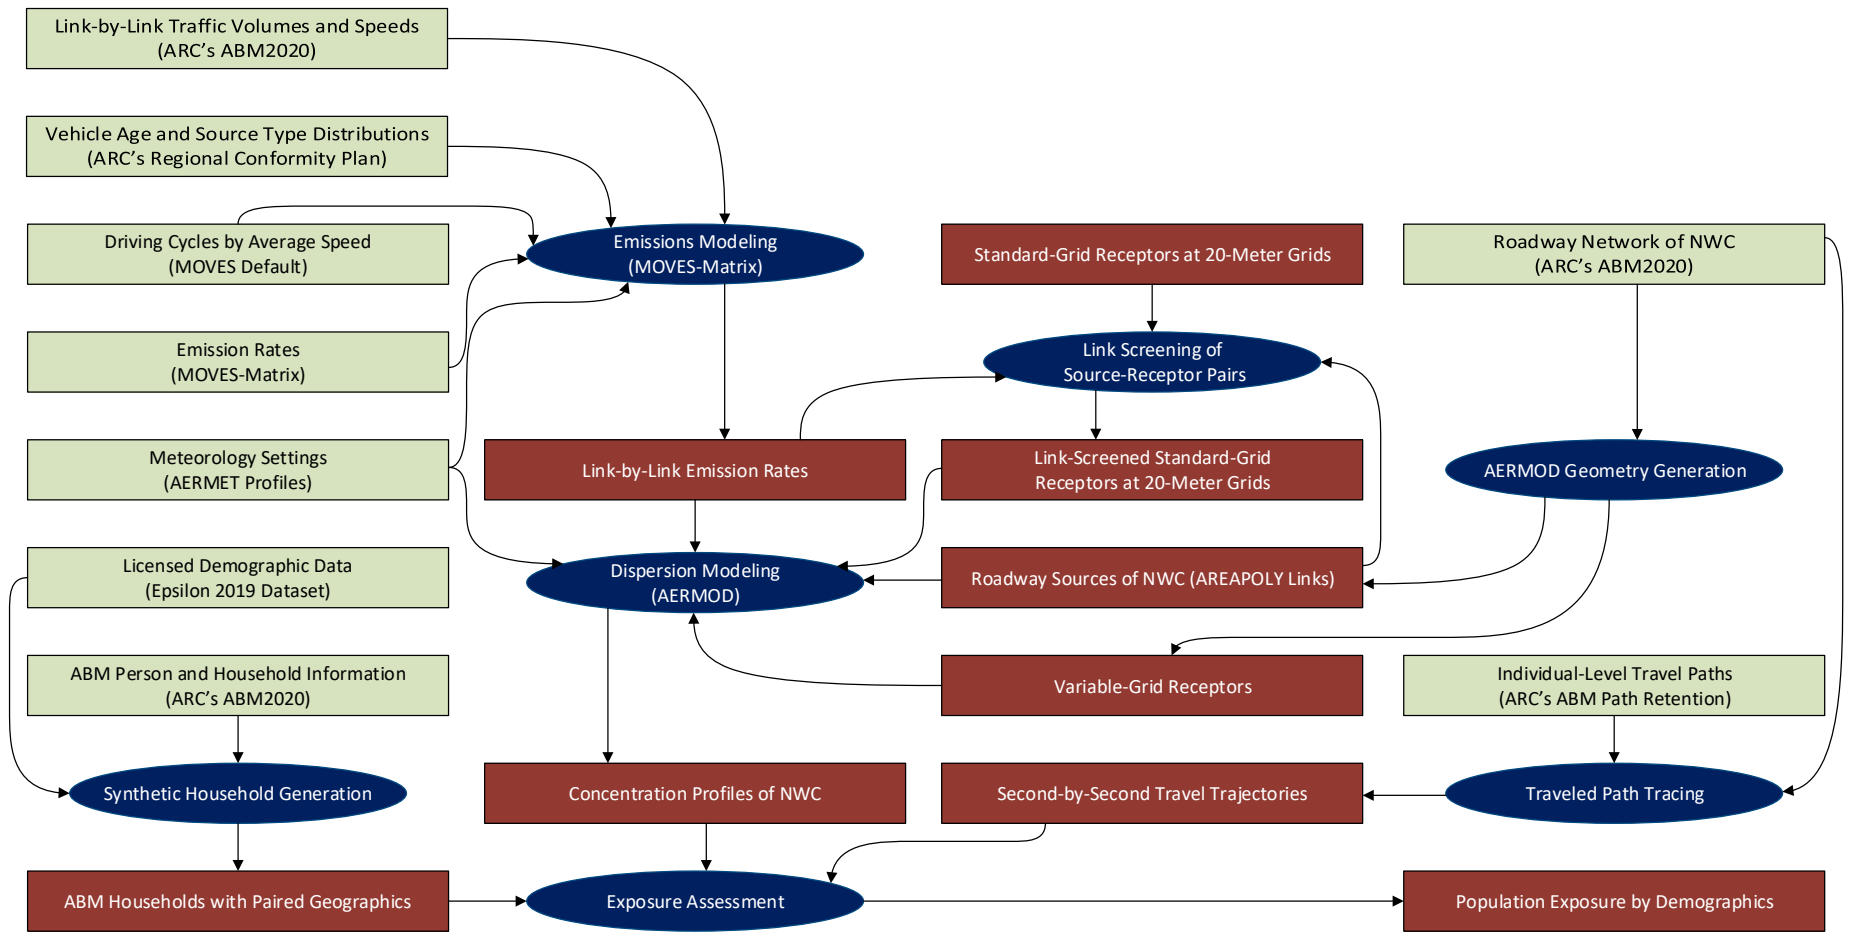 Link-by-Link Traffic Volumes and Speeds
(ARC’s ABM2020)
Vehicle Age and Source Type Distributions
(ARC’s Regional Conformity Plan)
Driving Cycles by Average Speed
(MOVES Default)
Emissions Modeling
(MOVES-Matrix)
Standard-Grid Receptors at 20-Meter Grids
Roadway Network of NWC
(ARC’s ABM2020)
Emission Rates
(MOVES-Matrix)
Link Screening of
Source-Receptor Pairs
Meteorology Settings
(AERMET Profiles)
Link-by-Link Emission Rates
Link-Screened Standard-Grid
Receptors at 20-Meter Grids
AERMOD Geometry Generation
Licensed Demographic Data
(Epsilon 2019 Dataset)
Dispersion Modeling
(AERMOD)
Roadway Sources of NWC (AREAPOLY Links)
ABM Person and Household Information
(ARC’s ABM2020)
Variable-Grid Receptors
Individual-Level Travel Paths
(ARC’s ABM Path Retention)
Synthetic Household Generation
Concentration Profiles of NWC
Second-by-Second Travel Trajectories
Traveled Path Tracing
ABM Households with Paired Geographics
Exposure Assessment
Population Exposure by Demographics